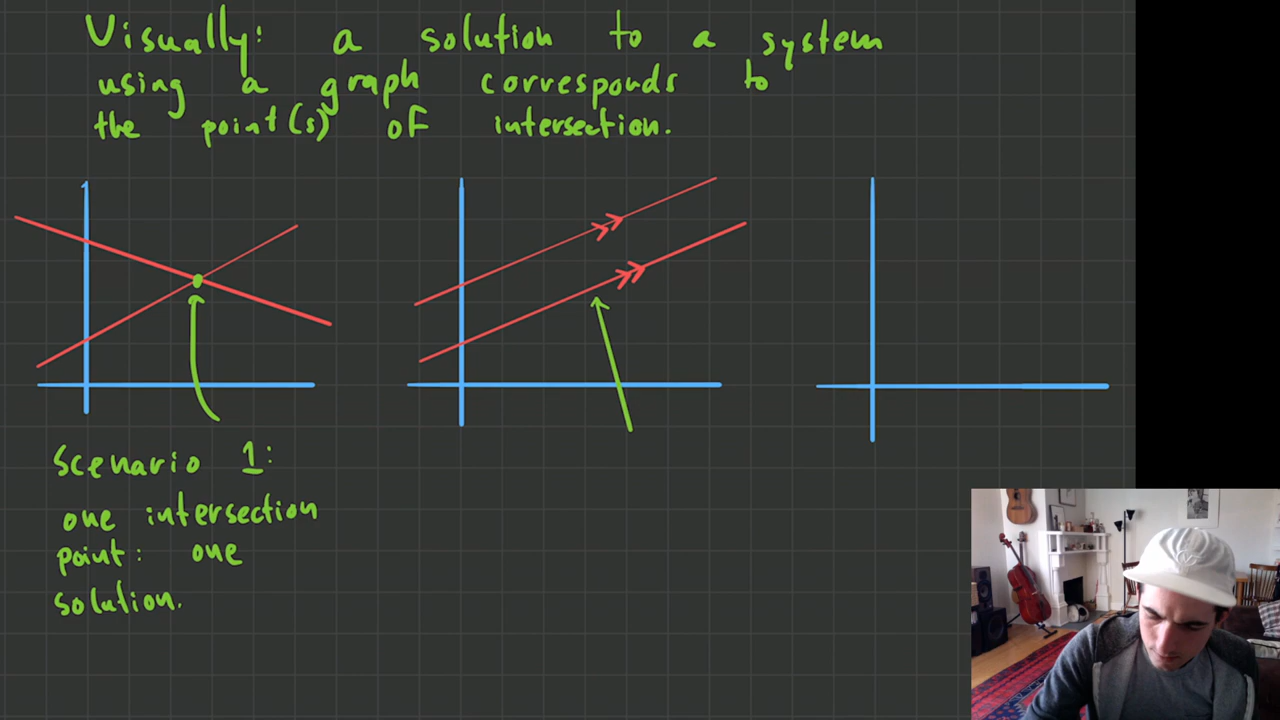 Visually: a solution to a system
using a graph corresponds to
the point(s) of intersection.
Scenario 1:
one intersection
point: one
solution.